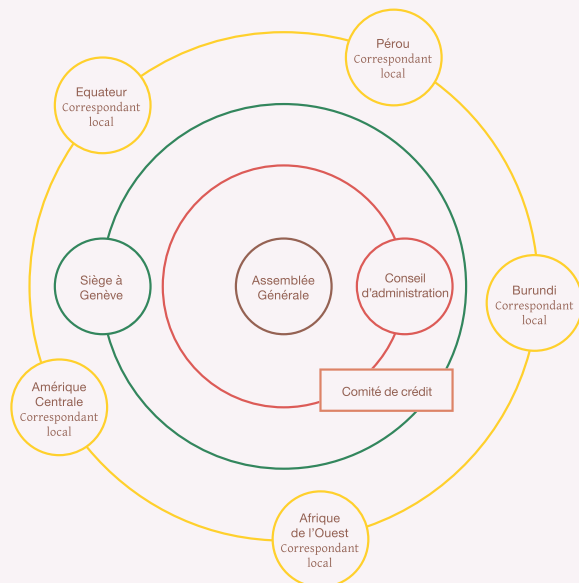 Pérou
Correspondant
local
Equateur
Correspondant
local
Siège à
Genève
Assemblée
Générale
Conseil
d'administration
Burundi
Correspondant
local
Comité de crédit
Amérique
Centrale
Correspondant
local
Afrique
de l'Ouest
Correspondant
local